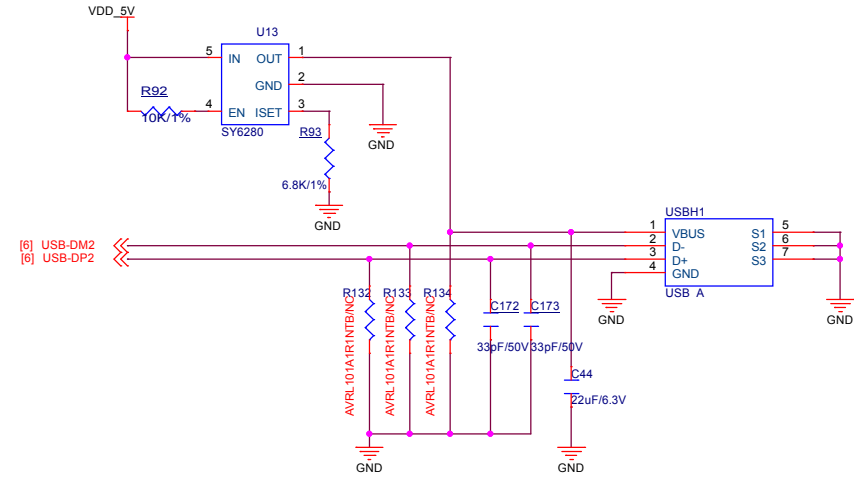 VDD_5V
U13
5 IN OUT 1
GND 2
R92
10K/1%
4 EN ISET 3
SY6280
R93
6.8K/1%
GND
GND
USBH1
1 VBUS S1 5
2 D- S2 6
3 D+ S3 7
4 GND
USB_A
[6] USB-DM2
[6] USB-DP2
GND
GND
R132
R133
R134
AVRL101A1R1NTB/NC
AVRL101A1R1NTB/NC
AVRL101A1R1NTB/NC
C172
C173
33pF/50V
33pF/50V
C44
22uF/6.3V
GND
GND